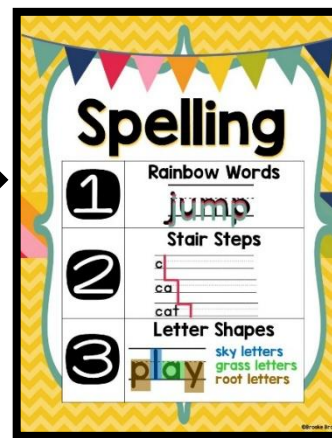 Spelling
1
Rainbow Words
jump
2
Stair Steps
c
ca
cat
3
Letter Shapes
play
sky letters
grass letters
root letters